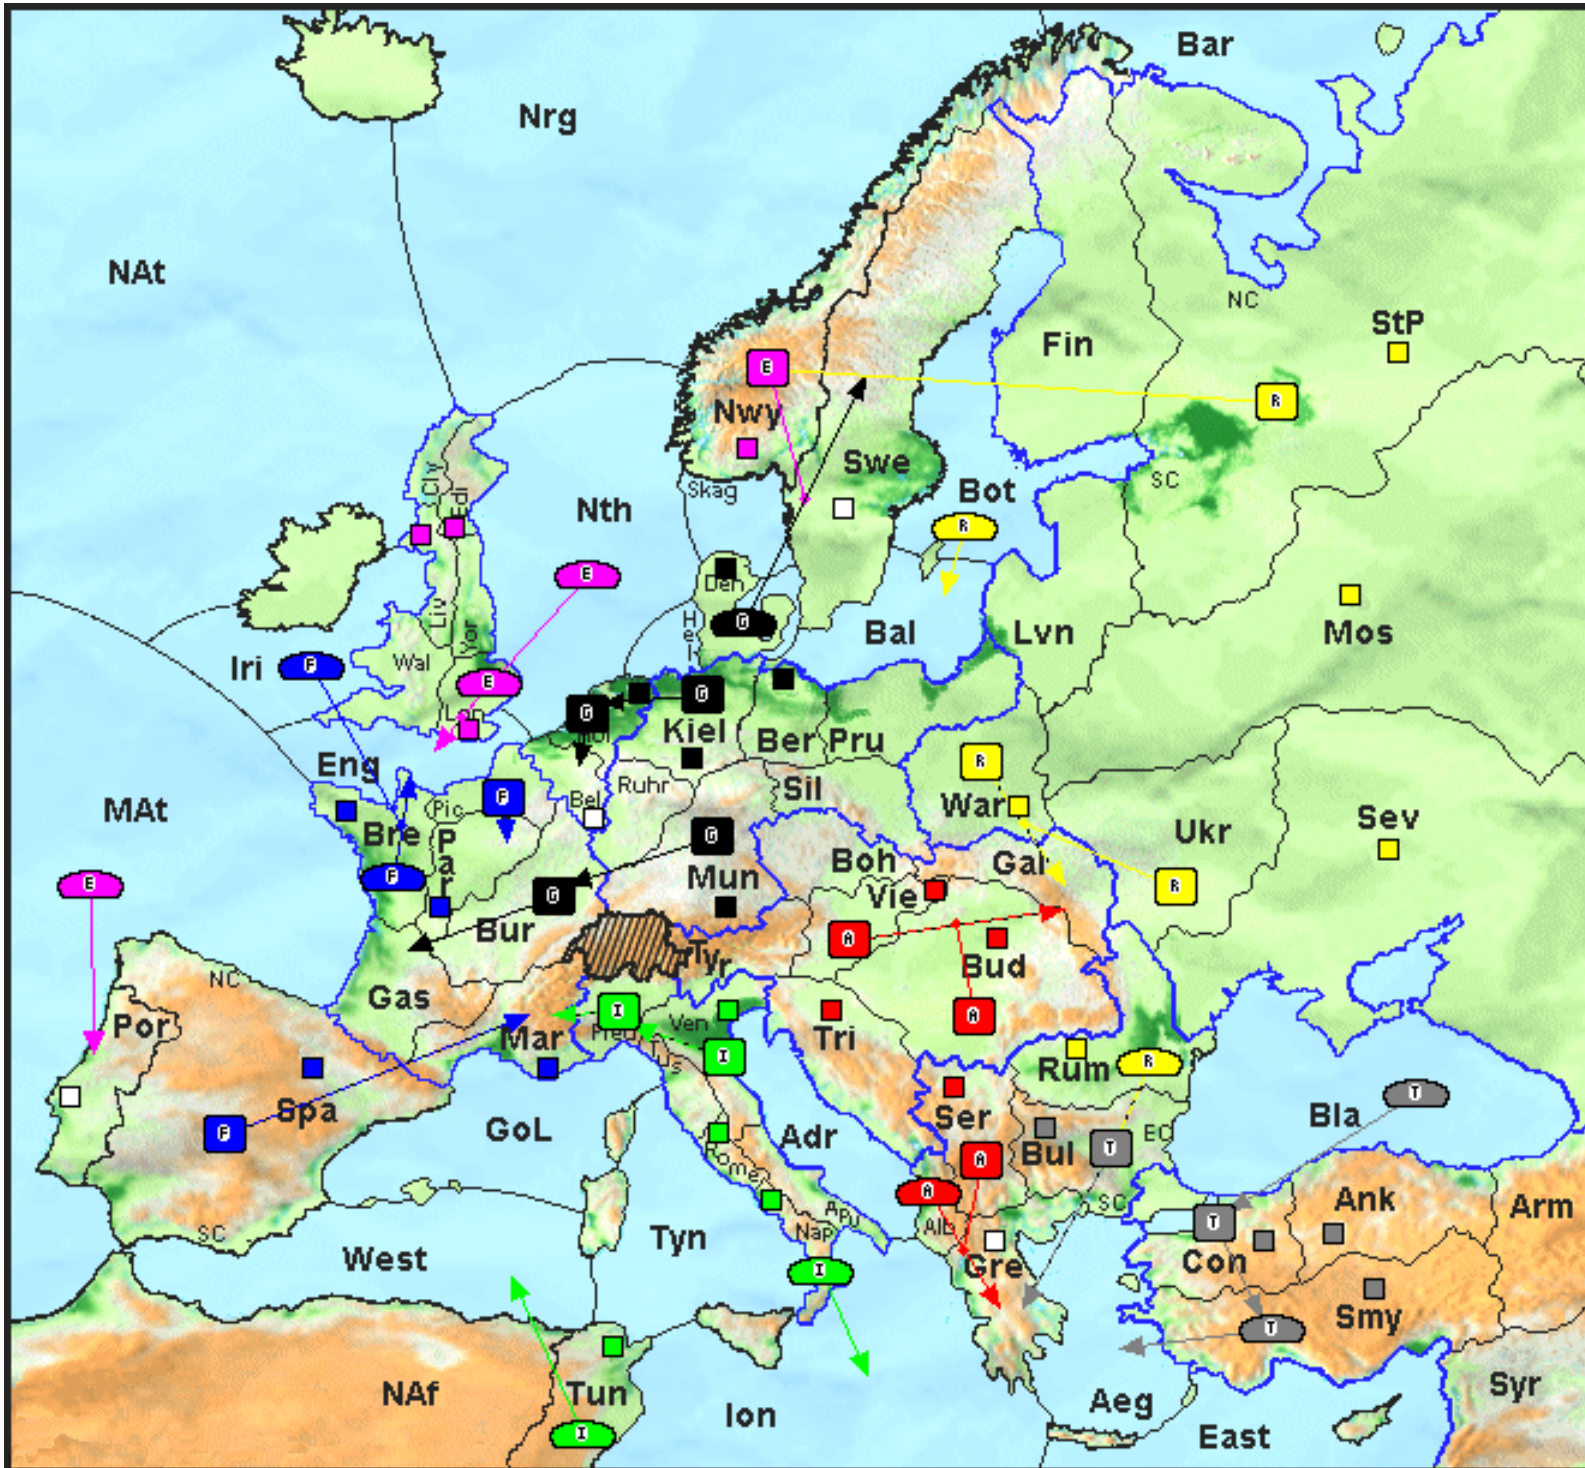 Bar
Nrg
NAt
NC
StP
Fin
E
R
Nwy
Cly
Edi
Swe
SC
Skag
Bot
Nth
R
E
Den
Liv
Yor
Hel
G
Bal
Lvn
Mos
Iri
F
Wal
E
Lon
G
G
Kiel
Hol
Ber
Pru
Eng
R
MAt
Pic
F
Bel
Ruhr
Sil
War
Ukr
Sev
Bre
Par
G
Boh
Gal
E
F
G
Mun
Vie
R
Bur
A
Bud
Tyr
NC
Gas
I
A
Por
Mar
Pied
Ven
Tri
Rum
R
I
Tus
Spa
F
GoL
Adr
Ser
Bla
T
EC
Bul
T
Rome
A
A
SC
Apu
Alb
Ank
Arm
SC
West
Tyn
Nap
Gre
T
Con
I
Smy
T
NAf
Tun
Ion
Aeg
Syr
I
East